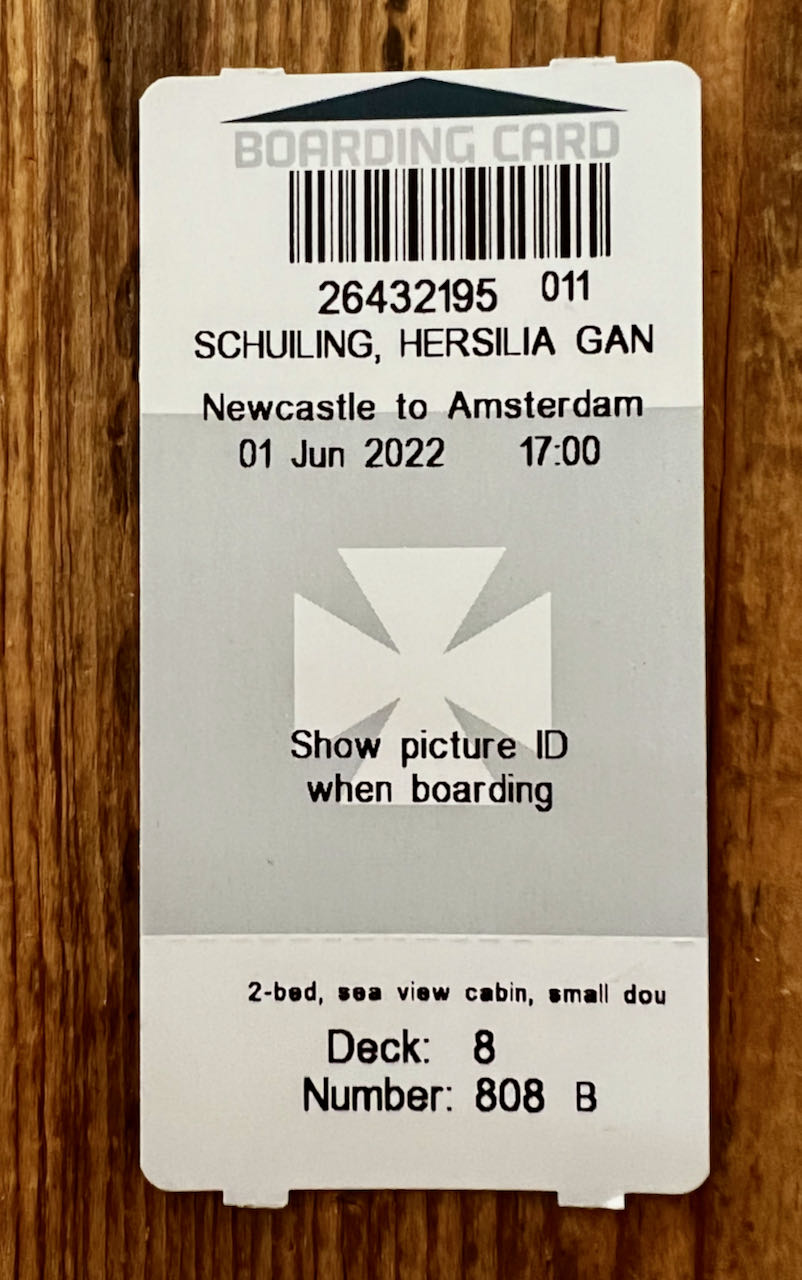 BOARDING CARD
26432195 011
SCHUILING, HERSILIA GAN
Newcastle to Amsterdam
01 Jun 2022 17:00
Show picture ID
when boarding
2-bed, sea view cabin, small dou
Deck: 8
Number: 808 B